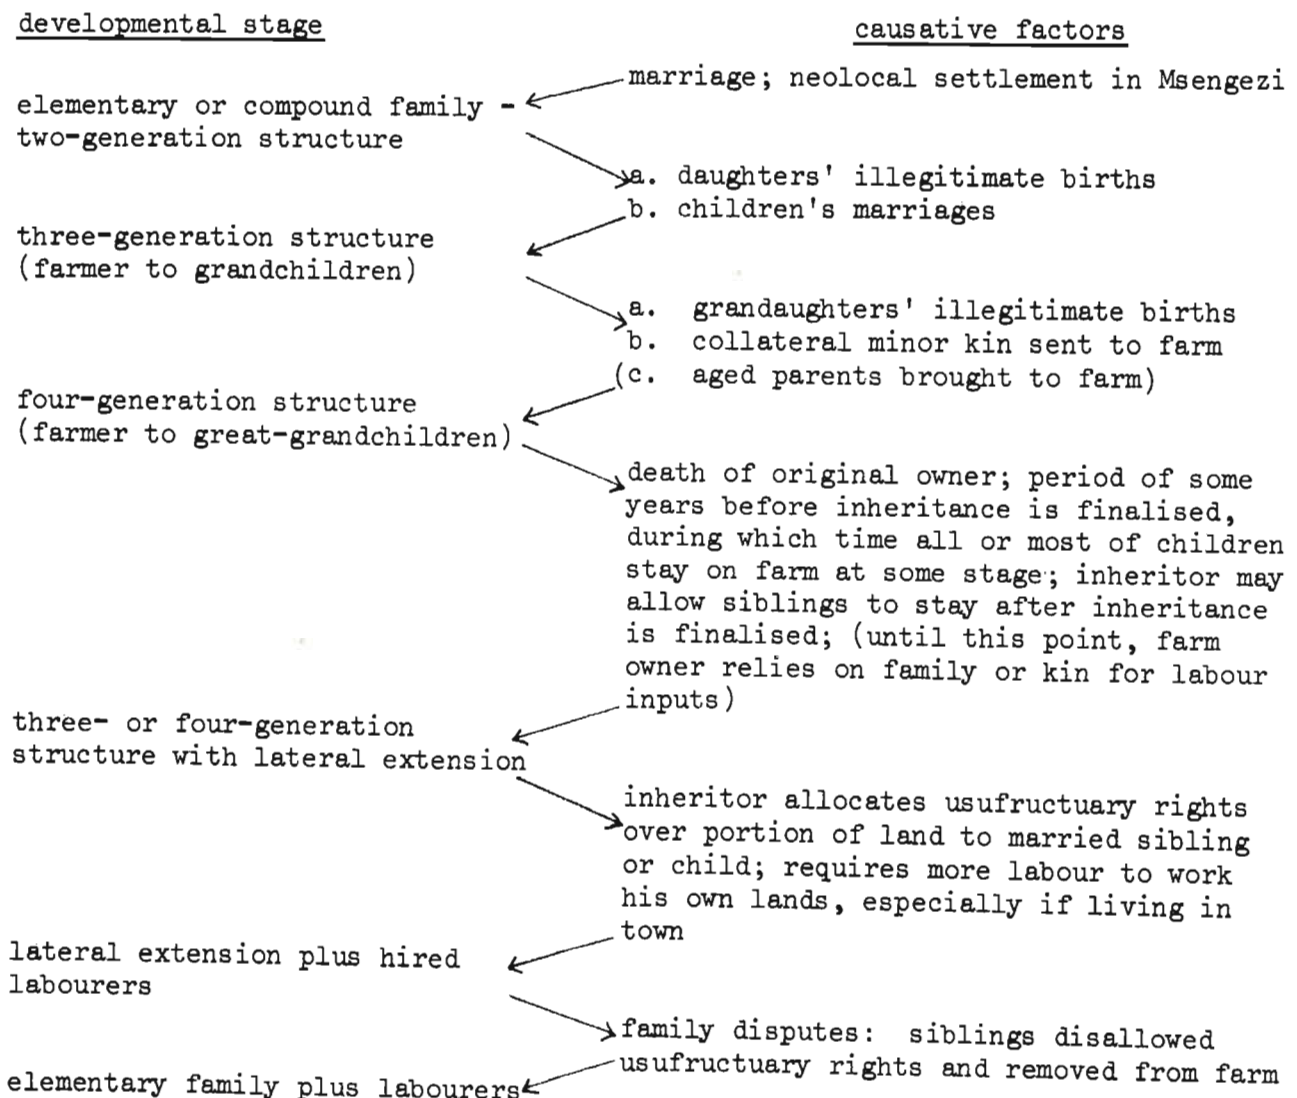 developmental stage
causative factors
marriage; neolocal settlement in Msengezi
elementary or compound family -
two-generation structure
a. daughters' illegitimate births
b. children's marriages
three-generation structure
(farmer to grandchildren)
a. grandaughters' illegitimate births
b. collateral minor kin sent to farm
(c. aged parents brought to farm)
four-generation structure
(farmer to great-grandchildren)
death of original owner; period of some
years before inheritance is finalised,
during which time all or most of children
stay on farm at some stage; inheritor may
allow siblings to stay after inheritance
is finalised; (until this point, farm
owner relies on family or kin for labour
inputs)
three- or four-generation
structure with lateral extension
inheritor allocates usufructuary rights
over portion of land to married sibling
or child; requires more labour to work
his own lands, especially if living in
town
lateral extension plus hired
labourers
family disputes: siblings disallowed
usufructuary rights and removed from farm
elementary family plus labourers